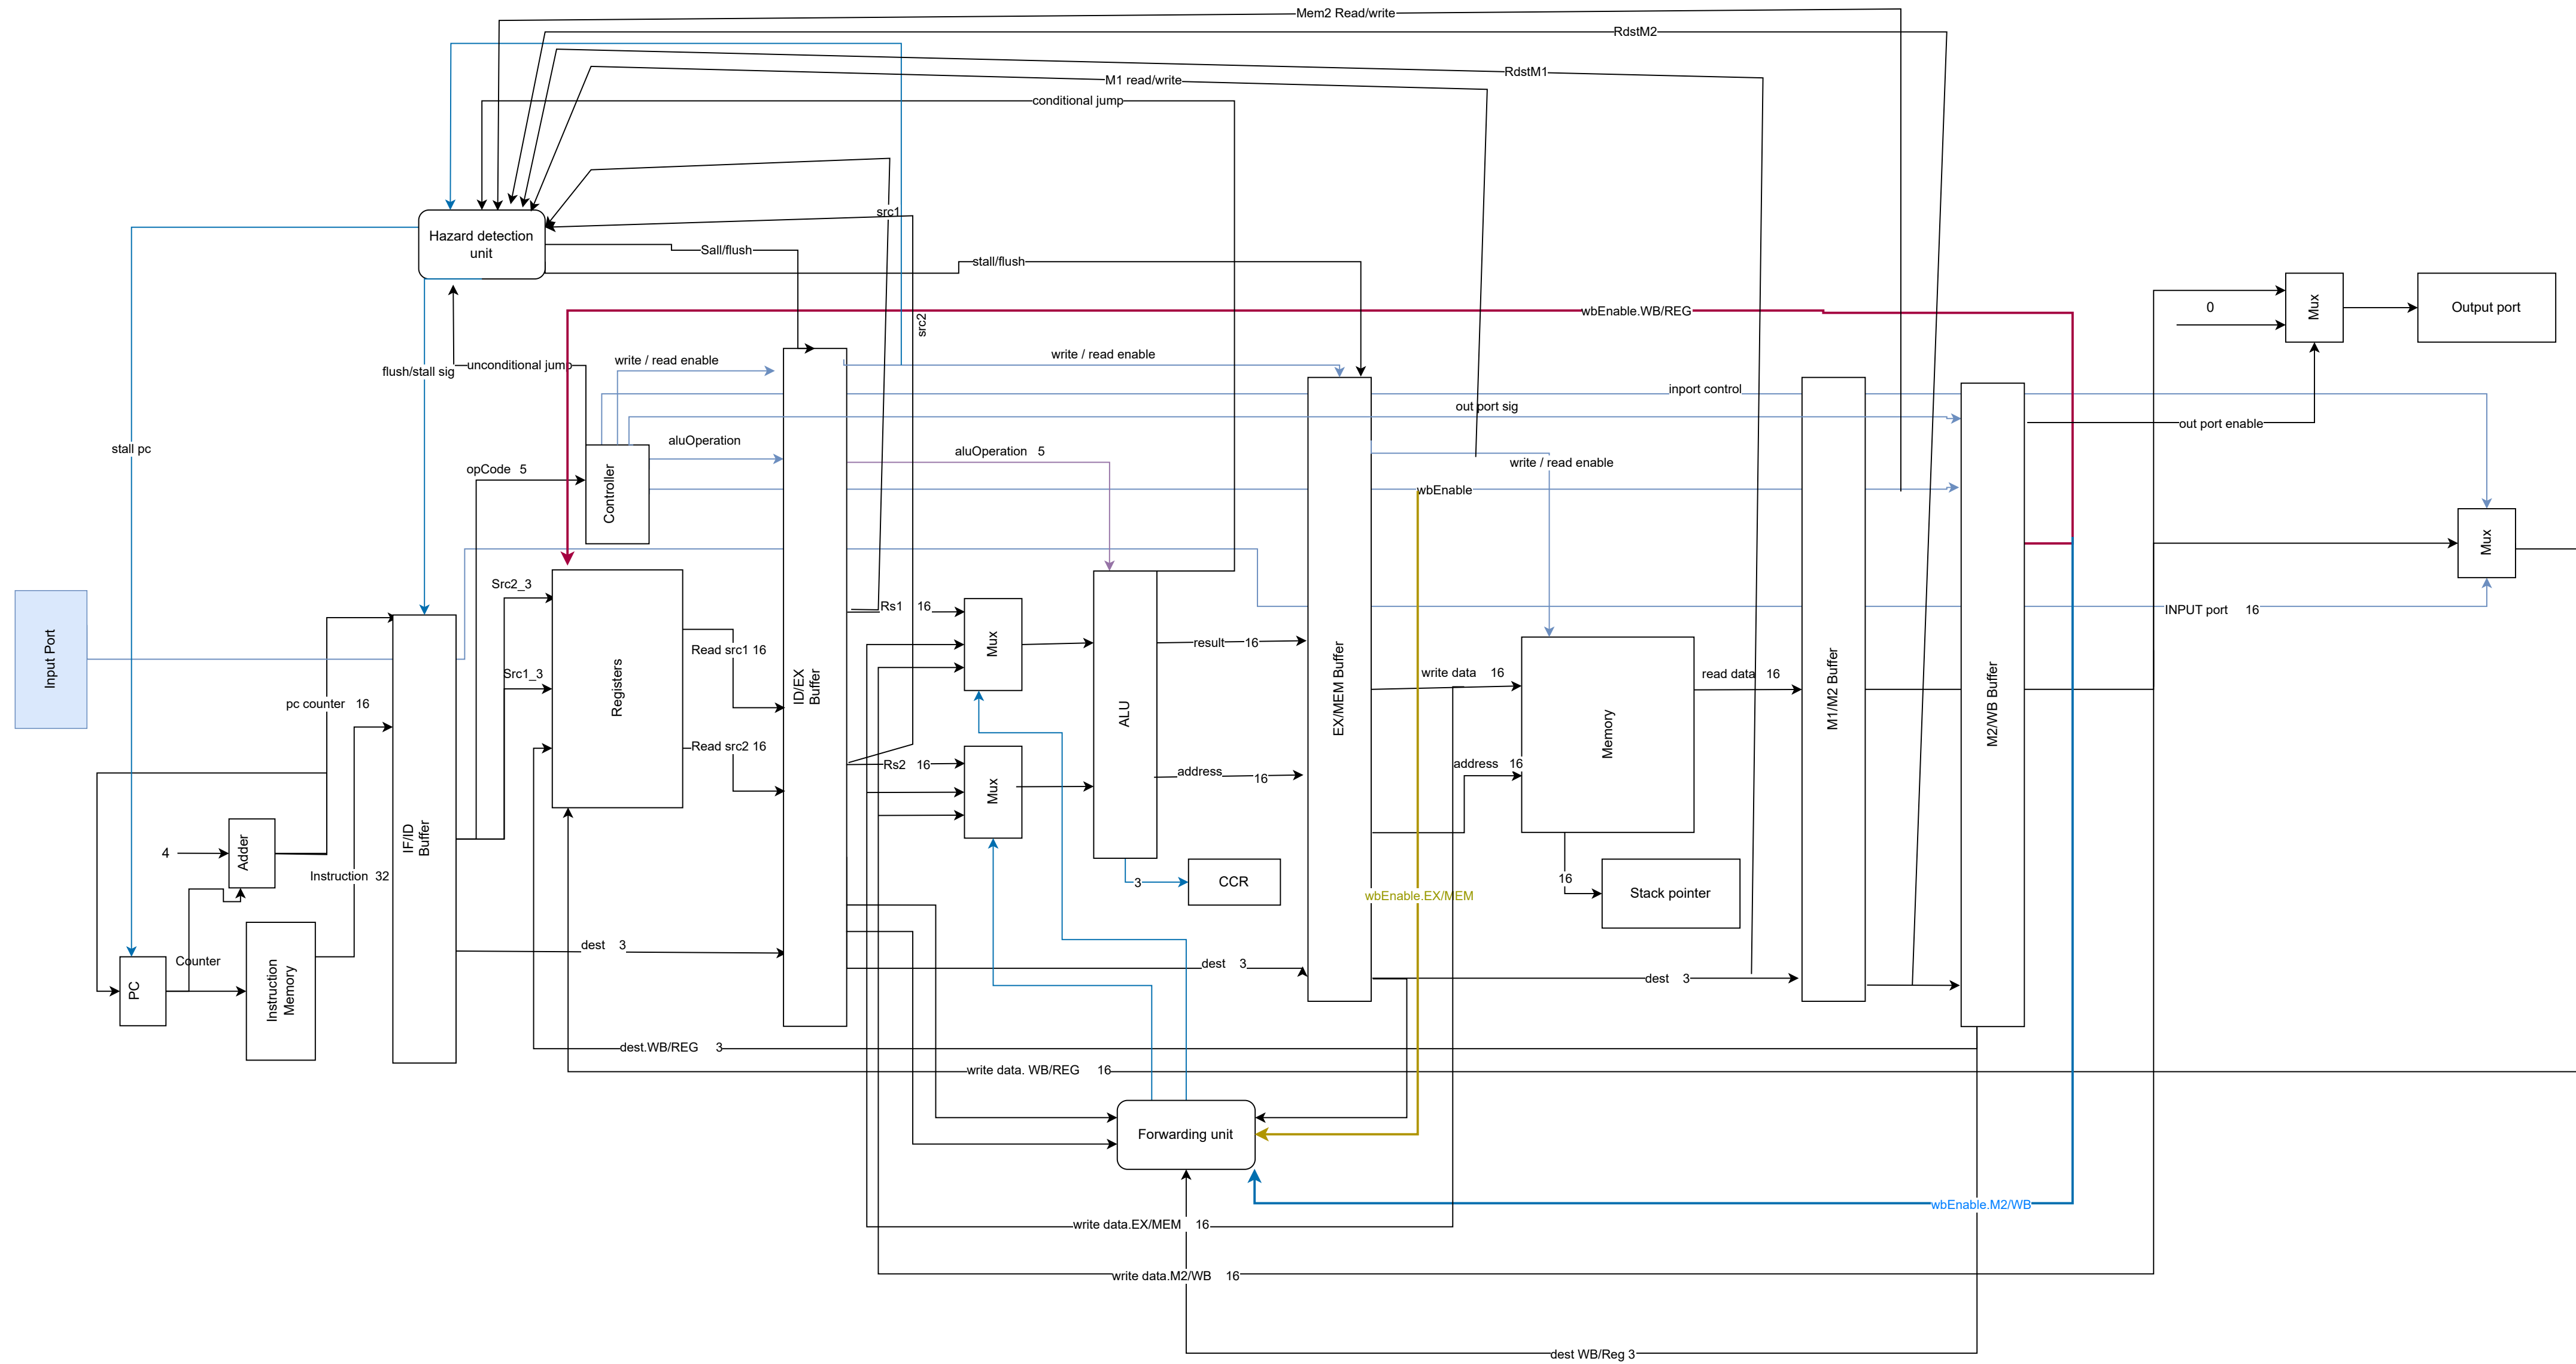 Mem2 Read/write
RdstM2
RdstM1
M1 read/write
conditional jump
src1
Hazard detection
unit
Sall/flush
stall/flush
src2
wbEnable.WB/REG
0
Mux
Output port
flush/stall sig
unconditional jump
write / read enable
write / read enable
inport control
out port sig
out port enable
stall pc
aluOperation
aluOperation 5
opCode 5
Controller
write / read enable
wbEnable
Mux
Input Port
Src2_3
Src1_3
Registers
Read src1 16
Read src2 16
ID/EX
Buffer
Rs1 16
Rs2 16
Mux
Mux
ALU
result 16
address 16
EX/MEM Buffer
write data 16
address 16
Memory
read data 16
M1/M2 Buffer
M2/WB Buffer
INPUT port 16
pc counter 16
4
Adder
Instruction 32
IF/ID
Buffer
3
CCR
wbEnable.EX/MEM
16
Stack pointer
Counter
PC
Instruction
Memory
dest 3
dest 3
dest 3
dest.WB/REG 3
write data. WB/REG 16
Forwarding unit
wbEnable.M2/WB
write data.EX/MEM 16
write data.M2/WB 16
dest WB/Reg 3